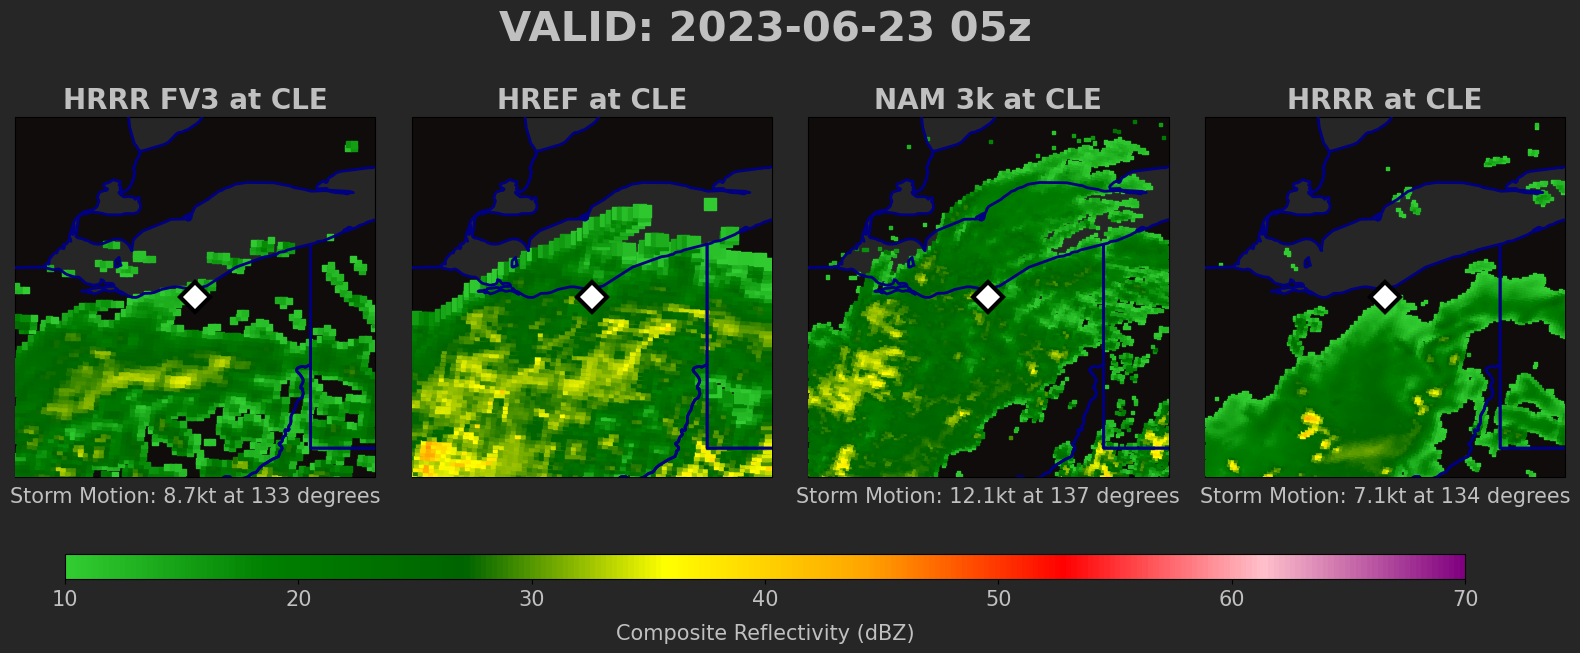 VALID: 2023-06-23 05z
HRRR FV3 at CLE
HREF at CLE
NAM 3k at CLE
HRRR at CLE
Storm Motion: 8.7kt at 133 degrees
Storm Motion: 12.1kt at 137 degrees
Storm Motion: 7.1kt at 134 degrees
10 20 30 40 50 60 70
Composite Reflectivity (dBZ)